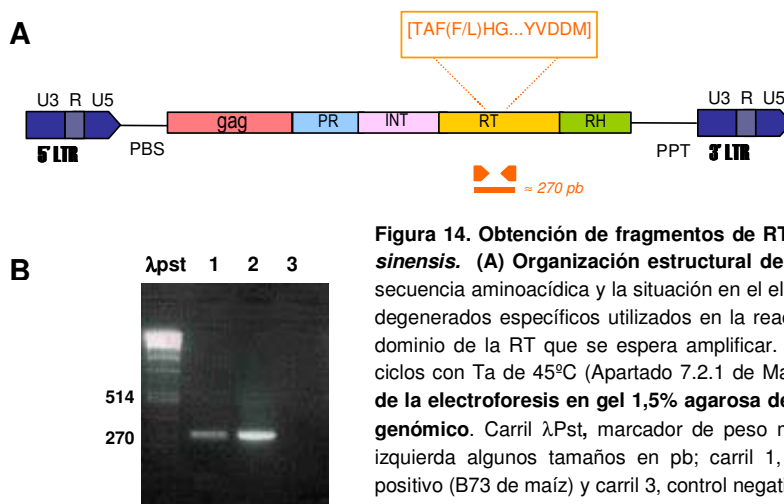 A
[TAF(F/L)HG...YVDDM]
U3 R U5
U3 R U5
gag PR INT RT RH
5' LTR
PBS
PPT
3' LTR
≈ 270 pb
B
λpst 1 2 3
514
270
Figura 14. Obtención de fragmentos de RT
sinensis. (A) Organización estructural de
secuencia aminoacídica y la situación en el el
degenerados específicos utilizados en la reac
dominio de la RT que se espera amplificar.
ciclos con Ta de 45ºC (Apartado 7.2.1 de Ma
de la electroforesis en gel 1,5% agarosa de
genómico. Carril λPst, marcador de peso m
izquierda algunos tamaños en pb; carril 1,
positivo (B73 de maíz) y carril 3, control negat